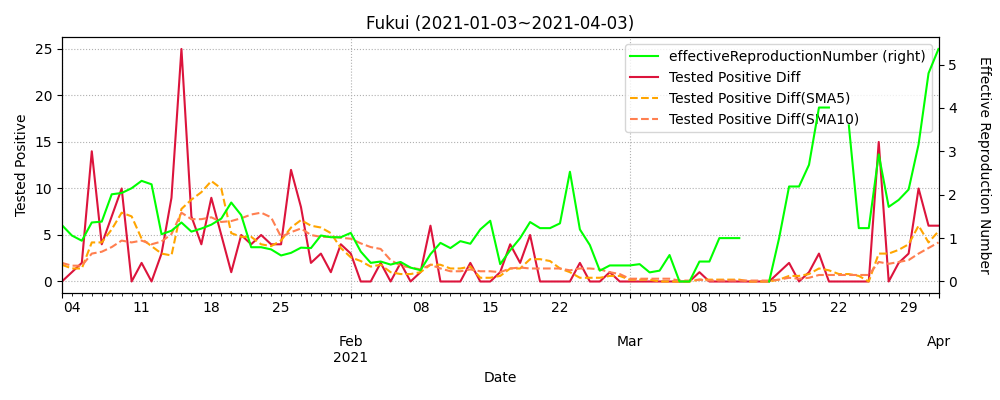 Fukui (2021-01-03~2021-04-03)
effectiveReproductionNumber (right)
Tested Positive Diff
Tested Positive Diff(SMA5)
Tested Positive Diff(SMA10)
Tested Positive
25
20
15
10
5
0
Effective Reproduction Number
5
4
3
2
1
0
04 11 18 25 08 15 22 08 15 22 29
Feb Mar Apr
2021
Date